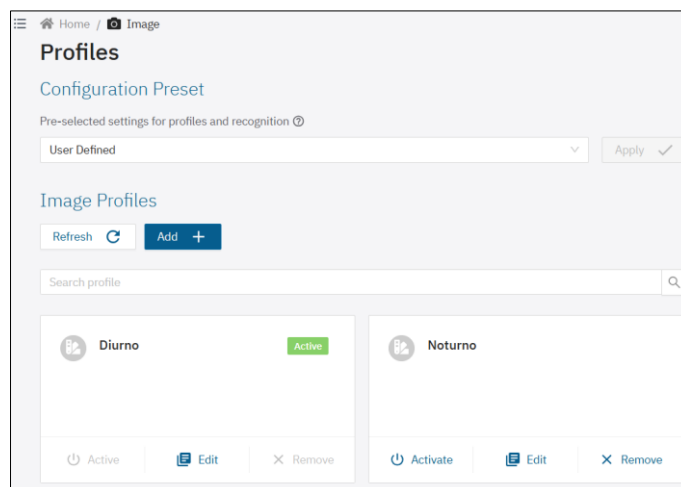 Home / Image
Profiles
Configuration Preset
Pre-selected settings for profiles and recognition
User Defined
Apply
Image Profiles
Refresh
Add
Search profile
Diurno
Active
Noturno
Active
Edit
Remove
Activate
Edit
Remove